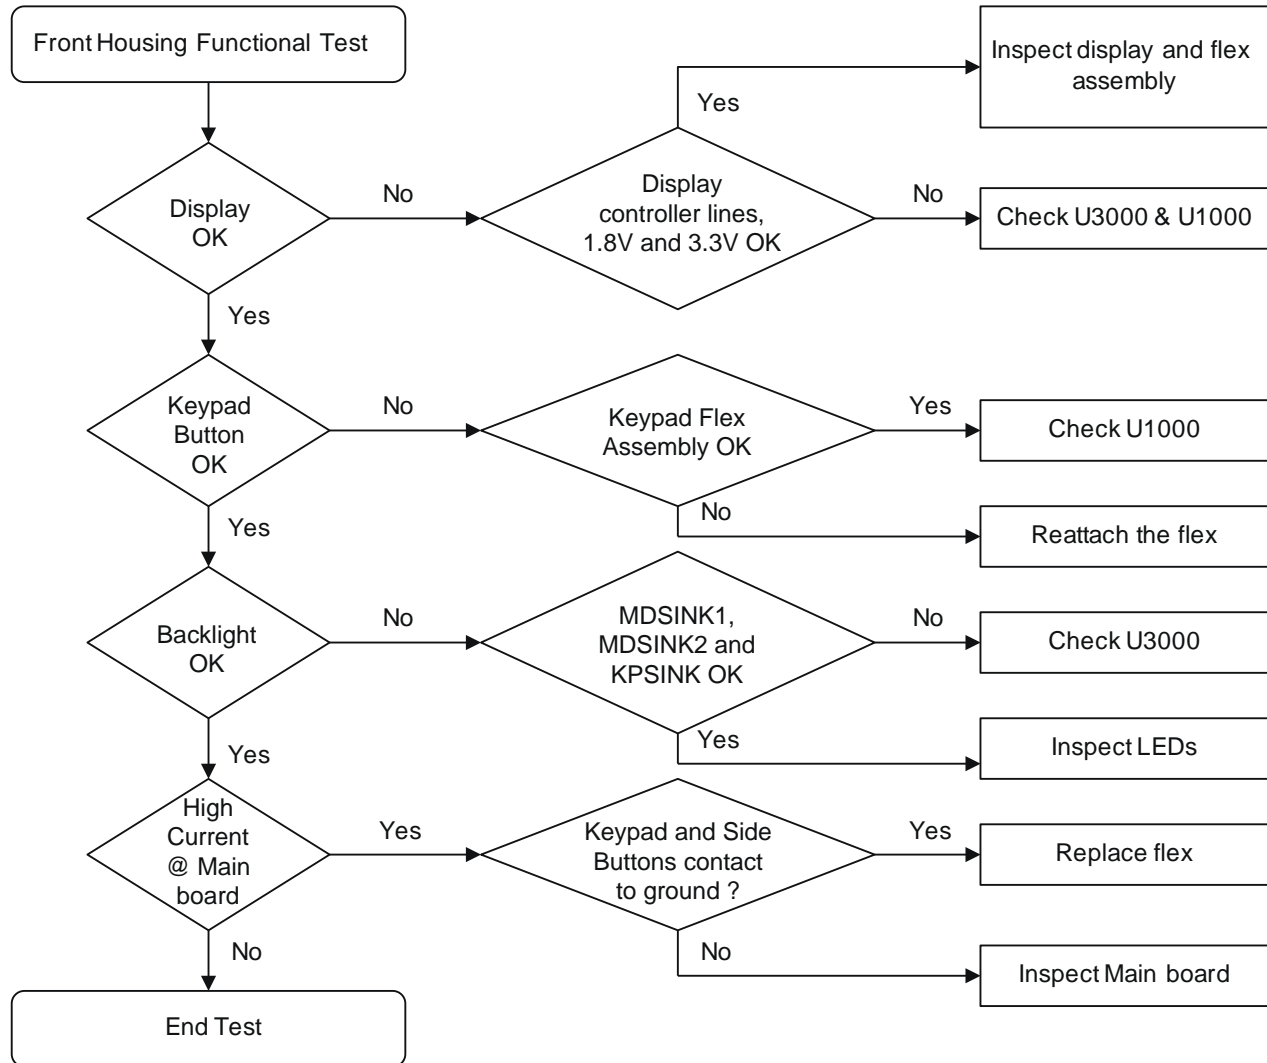 Front Housing Functional Test
Inspect display and flex
assembly
Yes
Display
OK
No
Display
controller lines,
1.8V and 3.3V OK
No
Check U3000 & U1000
Yes
Keypad
Button
OK
No
Keypad Flex
Assembly OK
Yes
Check U1000
No
Reattach the flex
Yes
Backlight
OK
No
MDSINK1,
MDSINK2 and
KPSINK OK
No
Check U3000
Yes
Inspect LEDs
Yes
High
Current
@ Main
board
Yes
Keypad and Side
Buttons contact
to ground ?
Yes
Replace flex
No
Inspect Main board
No
End Test